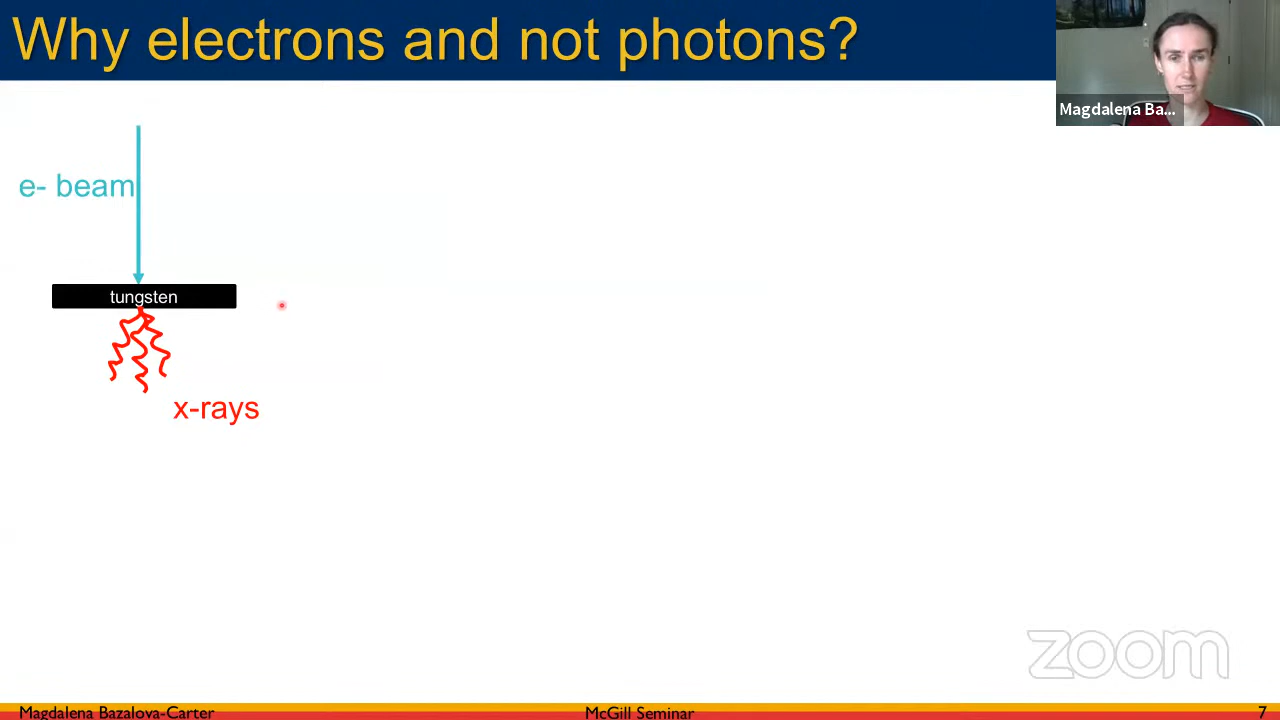 Why electrons and not photons?
Magdalena Ba...
e- beam
tungsten
x-rays
zoom
Magdalena Bazalova-Carter
McGill Seminar
7